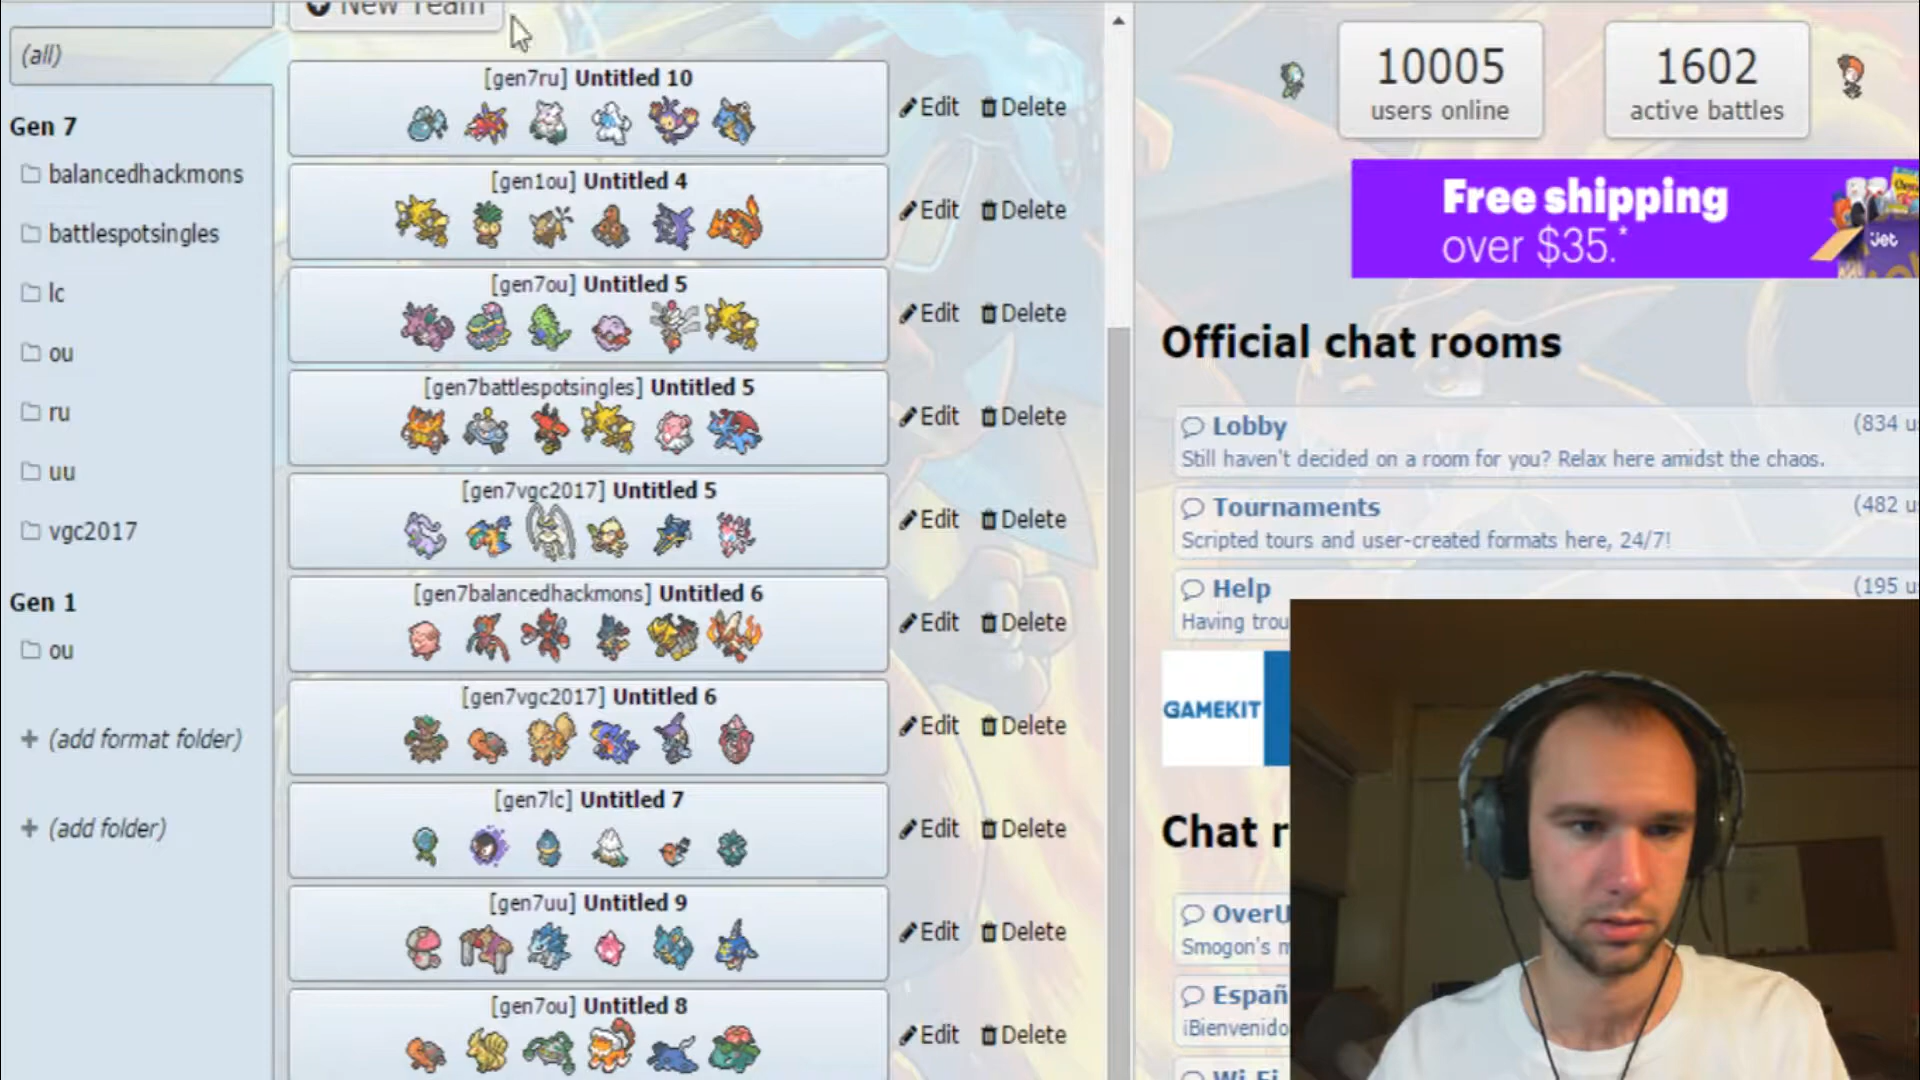 (all)
Gen 7
balancedhackmons
battlespotsingles
lc
ou
ru
uu
vgc2017
Gen 1
ou
+ (add format folder)
+ (add folder)
New Team
[gen7ru] Untitled 10
Edit Delete
[gen1ou] Untitled 4
Edit Delete
[gen7ou] Untitled 5
Edit Delete
[gen7battlespotsingles] Untitled 5
Edit Delete
[gen7vgc2017] Untitled 5
Edit Delete
[gen7balancedhackmons] Untitled 6
Edit Delete
[gen7vgc2017] Untitled 6
Edit Delete
[gen7lc] Untitled 7
Edit Delete
[gen7uu] Untitled 9
Edit Delete
[gen7ou] Untitled 8
Edit Delete
10005
users online
1602
active battles
Free shipping
over $35.*
Jet
Official chat rooms
Lobby (834 u
Still haven't decided on a room for you? Relax here amidst the chaos.
Tournaments (482 u
Scripted tours and user-created formats here, 24/7!
Help (195 u
Having trou
GAMEKIT
Chat r
OverU
Smogon's m
Españ
¡Bienvenido
Wi-Fi